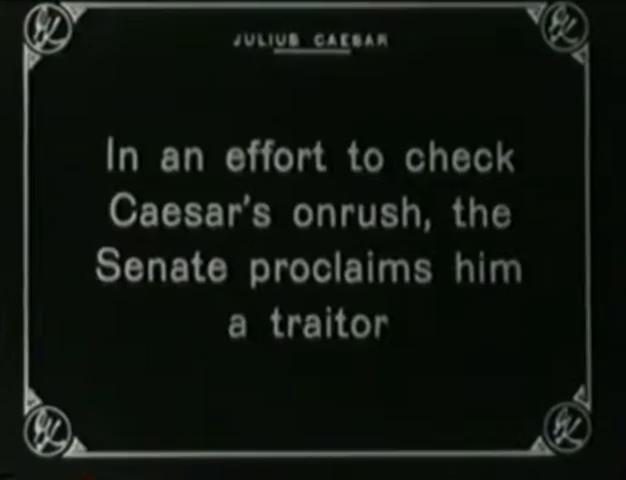 JULIUS CAESAR
In an effort to check
Caesar's onrush, the
Senate proclaims him
a traitor